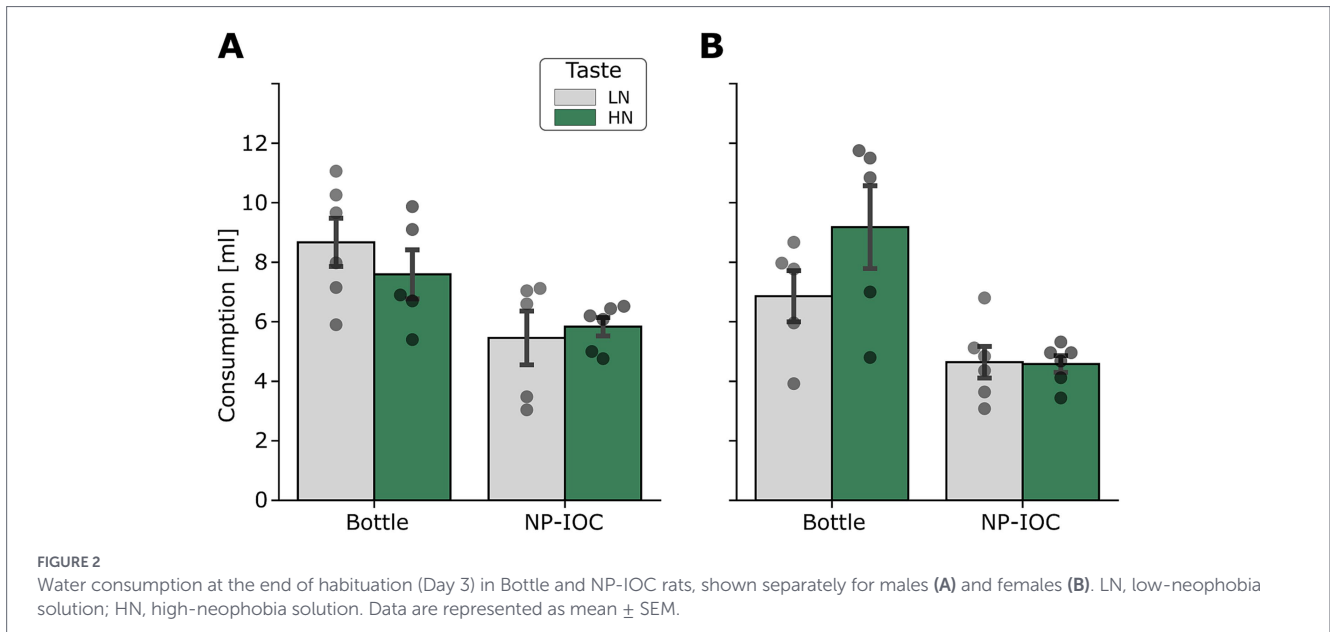 A
B
Taste
LN
HN
Consumption [ml]
12
10
8
6
4
2
0
Bottle
NP-IOC
Bottle
NP-IOC
FIGURE 2
Water consumption at the end of habituation (Day 3) in Bottle and NP-IOC rats, shown separately for males (A) and females (B). LN, low-neophobia
solution; HN, high-neophobia solution. Data are represented as mean ± SEM.